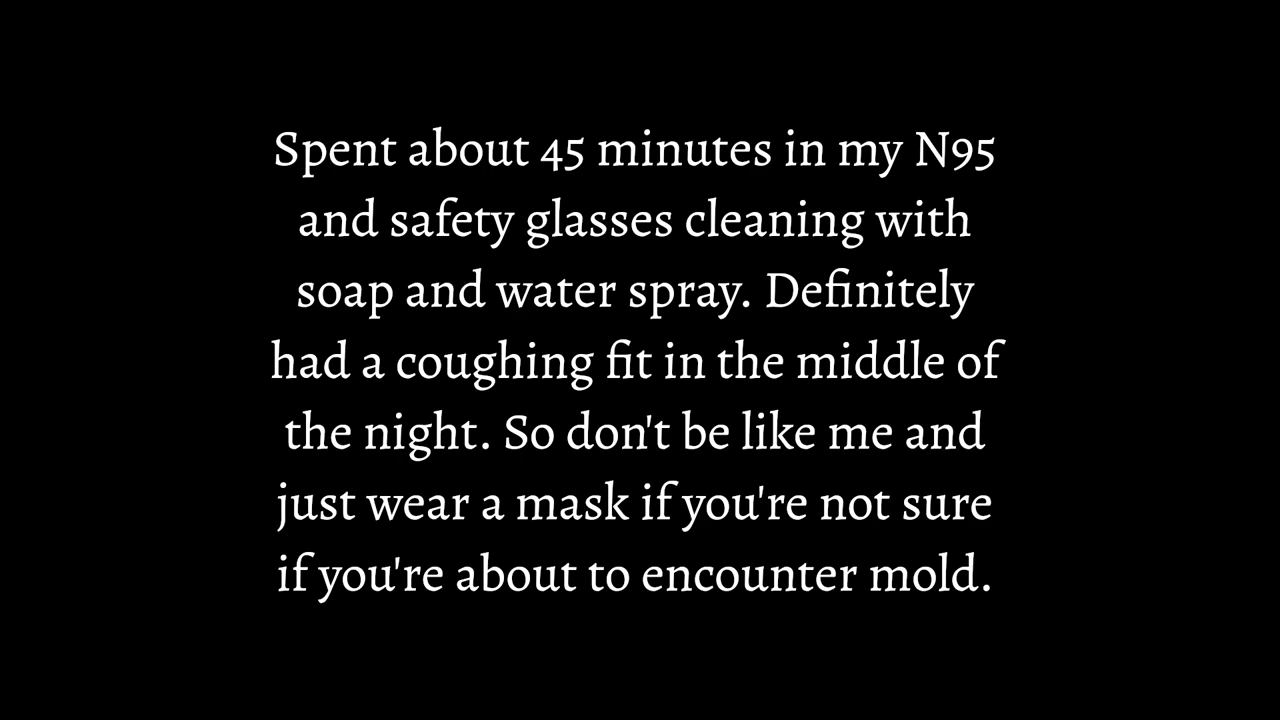 Spent about 45 minutes in my N95
and safety glasses cleaning with
soap and water spray. Definitely
had a coughing fit in the middle of
the night. So don't be like me and
just wear a mask if you're not sure
if you're about to encounter mold.